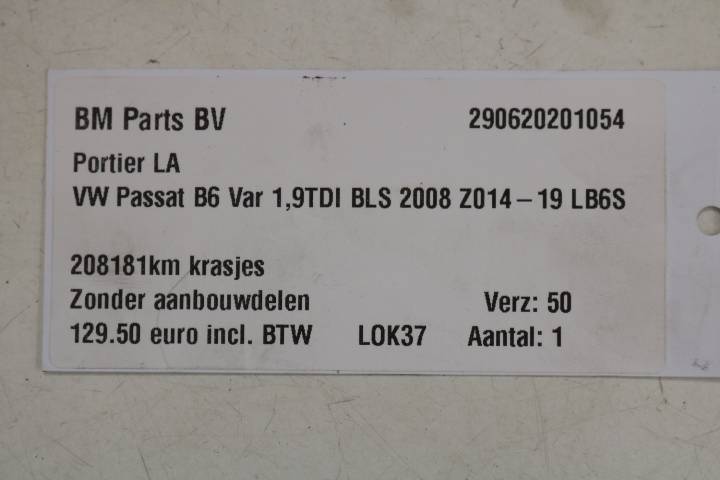 BM Parts BV 290620201054
Portier LA
VW Passat B6 Var 1,9TDI BLS 2008 Z014-19 LB6S
208181km krasjes
Zonder aanbouwdelen Verz: 50
129.50 euro incl. BTW LOK37 Aantal: 1